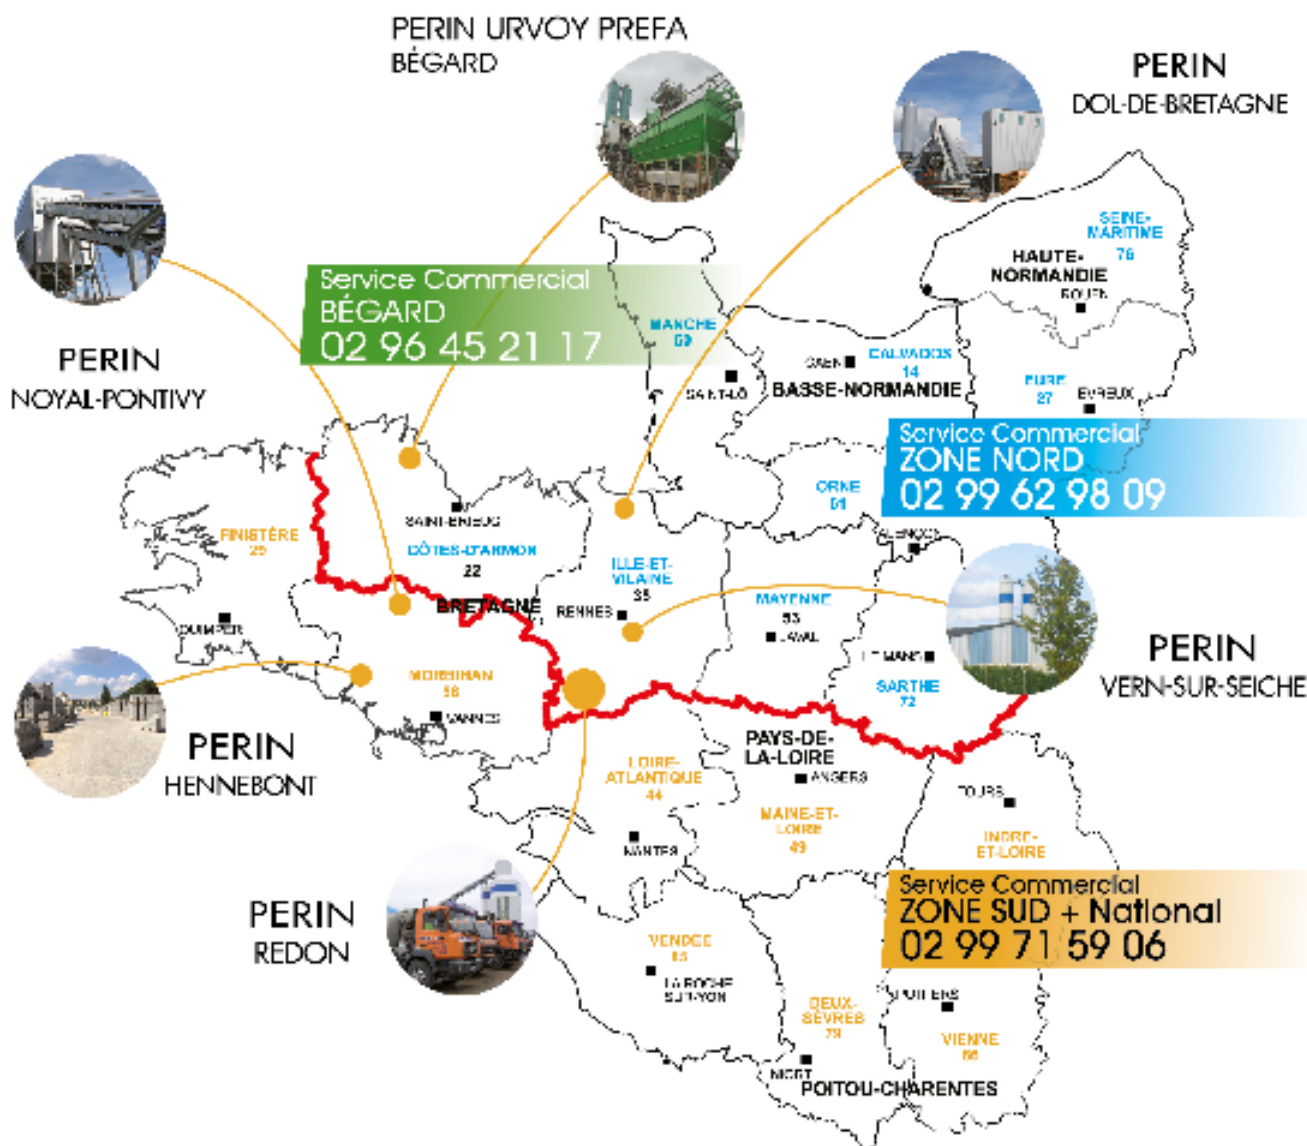 PERIN URVOY PREFA
BÉGARD
PERIN
DOL-DE-BRETAGNE
PERIN
NOYAL-PONTIVY
Service Commercial
BÉGARD
02 96 45 21 17
SEINE-
MARITIME
76
HAUTE-
NORMANDIE
ROUEN
MANCHE
SAINT-LÔ
CAEN
CALVADOS
14
BASSE-NORMANDIE
EURE
27
EVREUX
Service Commercial
ZONE NORD
02 99 62 98 09
ORNE
61
ALENÇON
FINISTÈRE
29
QUIMPER
SAINT-BRIEUC
CÔTES-D'ARMOR
22
BRETAGNE
ILLE-ET-
VILAINE
35
RENNES
MAYENNE
53
LAVAL
LE MANS
SARTHE
72
PERIN
VERN-SUR-SEICHE
MORBIHAN
56
VANNES
PERIN
HENNEBONT
LOIRE-
ATLANTIQUE
44
NANTES
PAYS-DE-
LA-LOIRE
ANGERS
MAINE-ET-
LOIRE
49
TOURS
INDRE-
ET-LOIRE
Service Commercial
ZONE SUD + National
02 99 71 59 06
PERIN
REDON
VENDÉE
85
LA ROCHE
SUR-YON
DEUX-
SÈVRES
79
NIORT
POITIERS
VIENNE
86
POITOU-CHARENTES